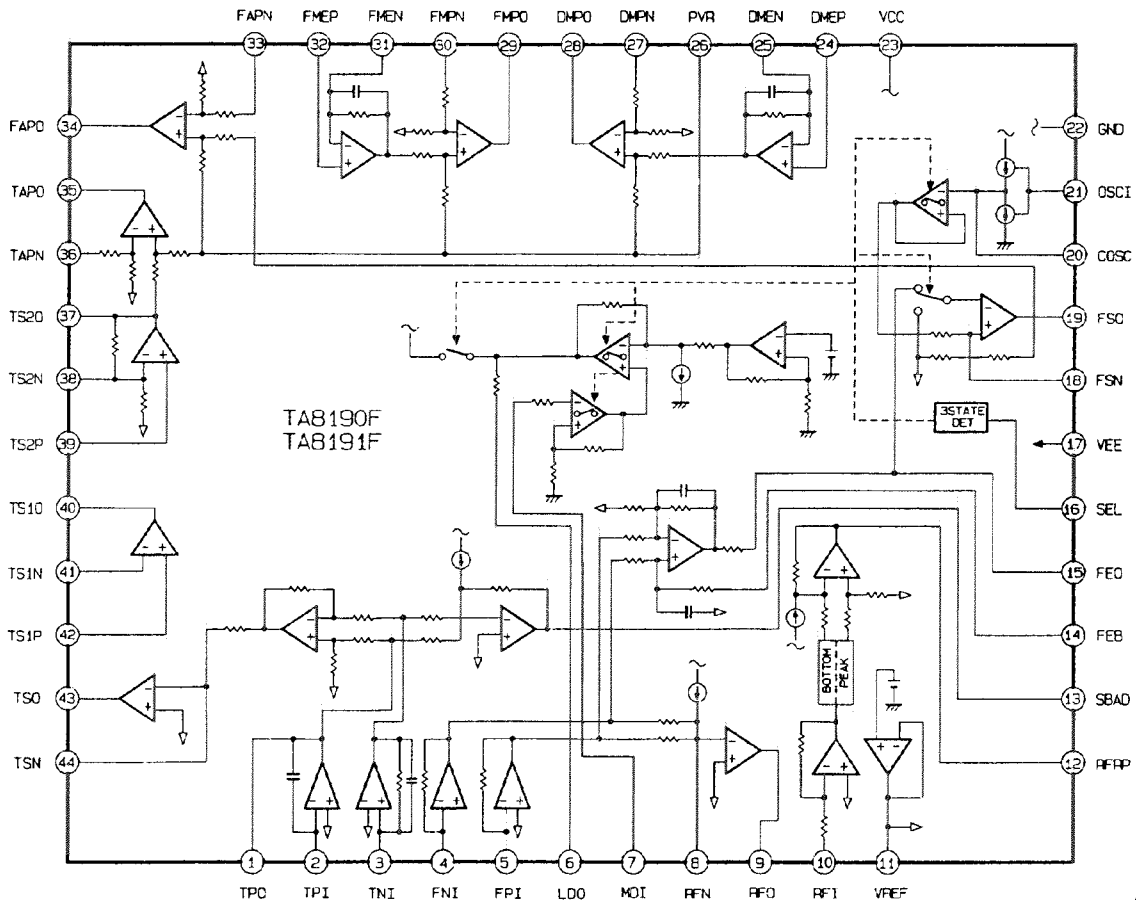 FAPN FMEP FMEN FMPN FMPO DMPO DMPN PVR DMEN DMEP VCC
33 32 31 30 29 28 27 26 25 24 23
FAPO 34
22 GND
TAPO 35
21 OSCI
TAPN 36
20 COSC
TS2O 37
19 FSO
TS2N 38
18 FSN
TA8190F
TA8191F
3STATE
DET
TS2P 39
17 VEE
TS1O 40
16 SEL
TS1N 41
15 FEO
TS1P 42
14 FEB
BOTTOM
PEAK
TSO 43
13 SBAD
TSN 44
12 RFRP
1 2 3 4 5 6 7 8 9 10 11
TPO TPI TNI FNI FPI LDO MDI RFN RFO RFI VREF